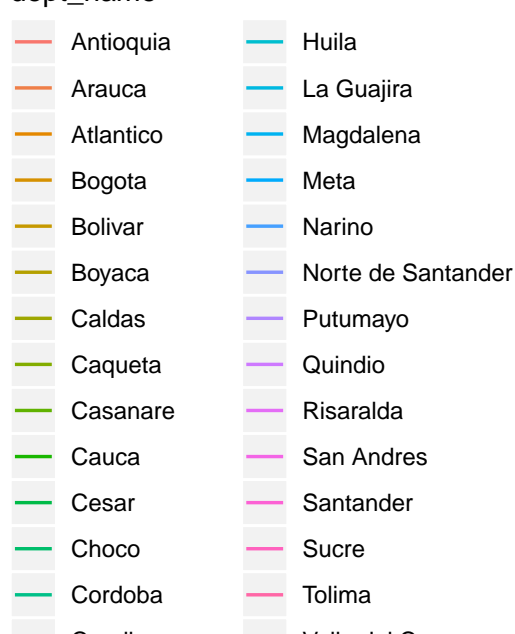 Antioquia
Arauca
Atlantico
Bogota
Bolivar
Boyaca
Caldas
Caqueta
Casanare
Cauca
Cesar
Choco
Cordoba
Huila
La Guajira
Magdalena
Meta
Narino
Norte de Santander
Putumayo
Quindio
Risaralda
San Andres
Santander
Sucre
Tolima